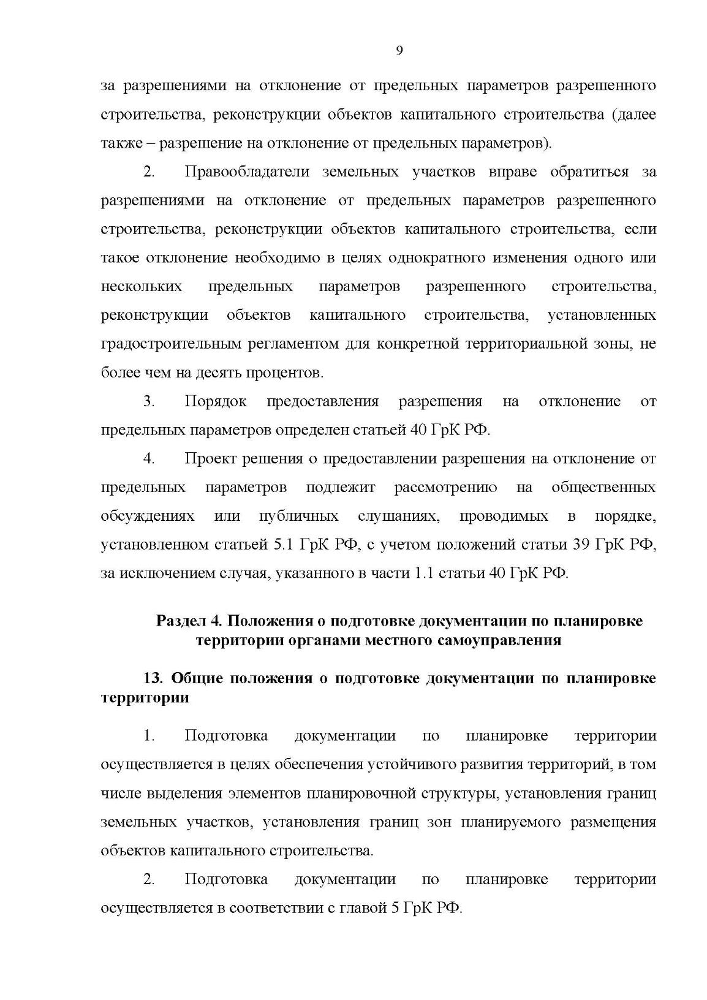 9
за разрешениями на отклонение от предельных параметров разрешенного
строительства, реконструкции объектов капитального строительства (далее
также – разрешение на отклонение от предельных параметров).
2. Правообладатели земельных участков вправе обратиться за
разрешениями на отклонение от предельных параметров разрешенного
строительства, реконструкции объектов капитального строительства, если
такое отклонение необходимо в целях однократного изменения одного или
нескольких предельных параметров разрешенного строительства,
реконструкции объектов капитального строительства, установленных
градостроительным регламентом для конкретной территориальной зоны, не
более чем на десять процентов.
3. Порядок предоставления разрешения на отклонение от
предельных параметров определен статьей 40 ГрК РФ.
4. Проект решения о предоставлении разрешения на отклонение от
предельных параметров подлежит рассмотрению на общественных
обсуждениях или публичных слушаниях, проводимых в порядке,
установленном статьей 5.1 ГрК РФ, с учетом положений статьи 39 ГрК РФ,
за исключением случая, указанного в части 1.1 статьи 40 ГрК РФ.
Раздел 4. Положения о подготовке документации по планировке
территории органами местного самоуправления
13. Общие положения о подготовке документации по планировке
территории
1. Подготовка документации по планировке территории
осуществляется в целях обеспечения устойчивого развития территорий, в том
числе выделения элементов планировочной структуры, установления границ
земельных участков, установления границ зон планируемого размещения
объектов капитального строительства.
2. Подготовка документации по планировке территории
осуществляется в соответствии с главой 5 ГрК РФ.